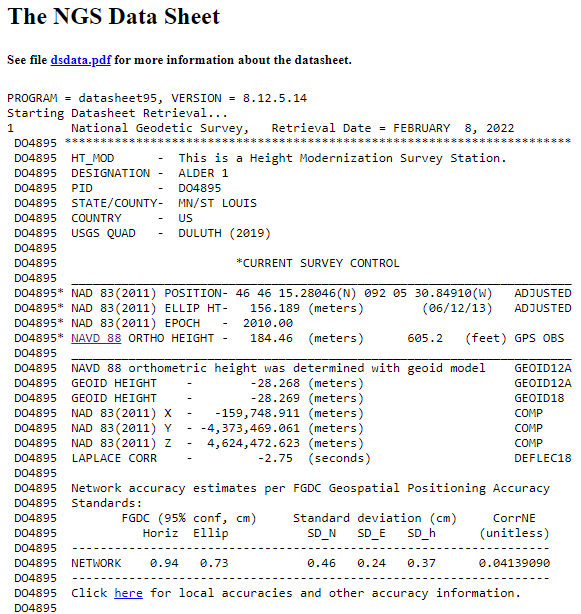 The NGS Data Sheet
See file dsdata.pdf for more information about the datasheet.
PROGRAM = datasheet95, VERSION = 8.12.5.14
Starting Datasheet Retrieval...
1        National Geodetic Survey,   Retrieval Date = FEBRUARY  8, 2022
 DO4895 ***********************************************************************
 DO4895  HT_MOD      -  This is a Height Modernization Survey Station.
 DO4895  DESIGNATION -  ALDER 1
 DO4895  PID         -  DO4895
 DO4895  STATE/COUNTY-  MN/ST LOUIS
 DO4895  COUNTRY     -  US
 DO4895  USGS QUAD   -  DULUTH (2019)
 DO4895
 DO4895                         *CURRENT SURVEY CONTROL
 DO4895  ______________________________________________________________________
 DO4895* NAD 83(2011) POSITION- 46 46 15.28046(N) 092 05 30.84910(W)   ADJUSTED
 DO4895* NAD 83(2011) ELLIP HT-   156.189 (meters)        (06/12/13)   ADJUSTED
 DO4895* NAD 83(2011) EPOCH   -  2010.00
 DO4895* NAVD 88 ORTHO HEIGHT -   184.46  (meters)      605.2   (feet) GPS OBS
 DO4895  ______________________________________________________________________
 DO4895  NAVD 88 orthometric height was determined with geoid model    GEOID12A
 DO4895  GEOID HEIGHT    -        -28.268 (meters)                     GEOID12A
 DO4895  GEOID HEIGHT    -        -28.269 (meters)                     GEOID18
 DO4895  NAD 83(2011) X  -   -159,748.911 (meters)                     COMP
 DO4895  NAD 83(2011) Y  - -4,373,469.061 (meters)                     COMP
 DO4895  NAD 83(2011) Z  -  4,624,472.623 (meters)                     COMP
 DO4895  LAPLACE CORR    -         -2.75  (seconds)                    DEFLEC18
 DO4895
 DO4895  Network accuracy estimates per FGDC Geospatial Positioning Accuracy
 DO4895  Standards:
 DO4895         FGDC (95% conf, cm)     Standard deviation (cm)     CorrNE
 DO4895            Horiz  Ellip           SD_N   SD_E   SD_h      (unitless)
 DO4895  -------------------------------------------------------------------
 DO4895  NETWORK    0.94   0.73           0.46   0.24   0.37     0.04139090
 DO4895  -------------------------------------------------------------------
 DO4895  Click here for local accuracies and other accuracy information.
 DO4895